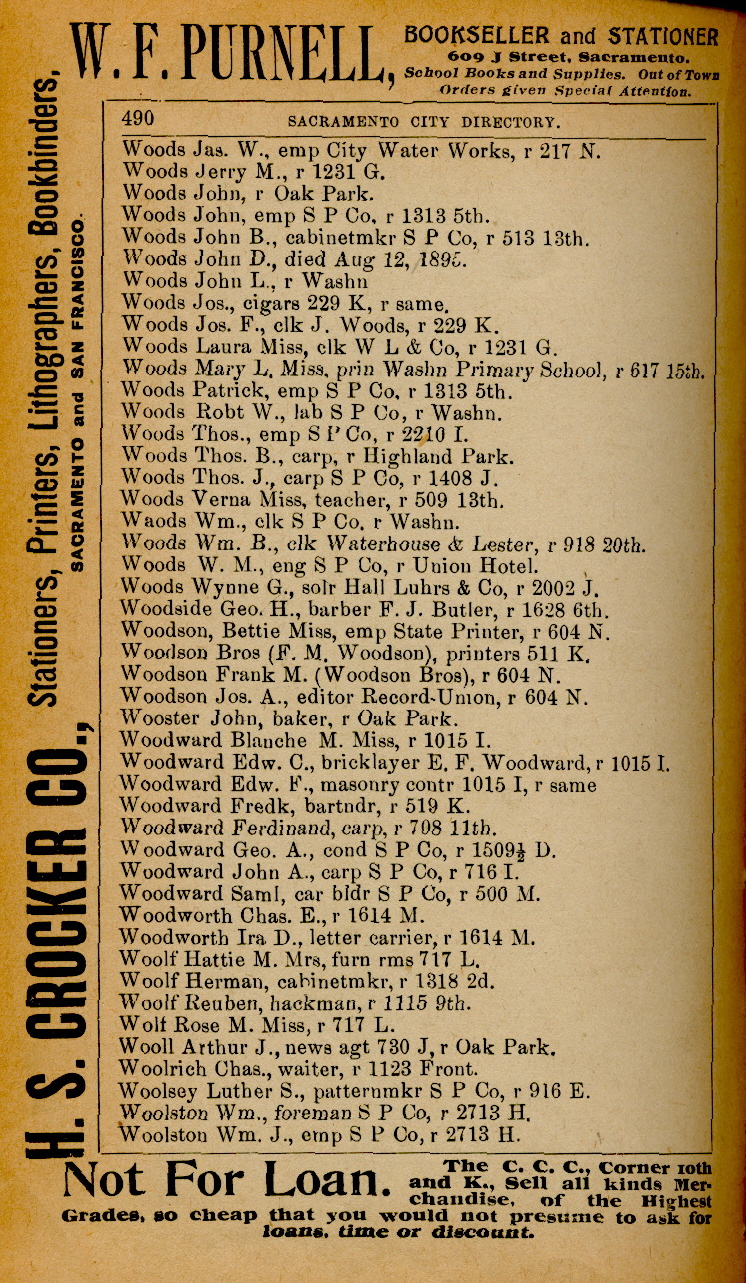 W. F. PURNELL,
BOOKSELLER and STATIONER
609 J Street, Sacramento.
School Books and Supplies. Out of Town
Orders given Special Attention.
H. S. CROCKER CO., Stationers, Printers, Lithographers, Bookbinders,
SACRAMENTO and SAN FRANCISCO.
490 SACRAMENTO CITY DIRECTORY.
Woods Jas. W., emp City Water Works, r 217 N.
Woods Jerry M., r 1231 G.
Woods John, r Oak Park.
Woods John, emp S P Co, r 1313 5th.
Woods John B., cabinetmkr S P Co, r 513 13th.
Woods John D., died Aug 12, 1895.
Woods John L., r Washn
Woods Jos., cigars 229 K, r same.
Woods Jos. F., clk J. Woods, r 229 K.
Woods Laura Miss, clk W L & Co, r 1231 G.
Woods Mary L. Miss, prin Washn Primary School, r 617 15th.
Woods Patrick, emp S P Co, r 1313 5th.
Woods Robt W., lab S P Co, r Washn.
Woods Thos., emp S P Co, r 2210 I.
Woods Thos. B., carp, r Highland Park.
Woods Thos. J., carp S P Co, r 1408 J.
Woods Verna Miss, teacher, r 509 13th.
Waods Wm., clk S P Co, r Washn.
Woods Wm. B., clk Waterhouse & Lester, r 918 20th.
Woods W. M., eng S P Co, r Union Hotel.
Woods Wynne G., solr Hall Luhrs & Co, r 2002 J.
Woodside Geo. H., barber F. J. Butler, r 1628 6th.
Woodson, Bettie Miss, emp State Printer, r 604 N.
Woodson Bros (F. M. Woodson), printers 511 K.
Woodson Frank M. (Woodson Bros), r 604 N.
Woodson Jos. A., editor Record-Union, r 604 N.
Wooster John, baker, r Oak Park.
Woodward Blanche M. Miss, r 1015 I.
Woodward Edw. C., bricklayer E. F. Woodward, r 1015 I.
Woodward Edw. F., masonry contr 1015 I, r same
Woodward Fredk, bartndr, r 519 K.
Woodward Ferdinand, carp, r 708 11th.
Woodward Geo. A., cond S P Co, r 1509½ D.
Woodward John A., carp S P Co, r 716 I.
Woodward Saml, car bldr S P Co, r 500 M.
Woodworth Chas. E., r 1614 M.
Woodworth Ira D., letter carrier, r 1614 M.
Woolf Hattie M. Mrs, furn rms 717 L.
Woolf Herman, cabinetmkr, r 1318 2d.
Woolf Reuben, hackman, r 1115 9th.
Wolf Rose M. Miss, r 717 L.
Wooll Arthur J., news agt 730 J, r Oak Park.
Woolrich Chas., waiter, r 1123 Front.
Woolsey Luther S., patternmkr S P Co, r 916 E.
Woolston Wm., foreman S P Co, r 2713 H.
Woolston Wm. J., emp S P Co, r 2713 H.
Not For Loan. The C. C. C., Corner 10th
and K., Sell all kinds Mer-
chandise, of the Highest
Grades, so cheap that you would not presume to ask for
loans, time or discount.